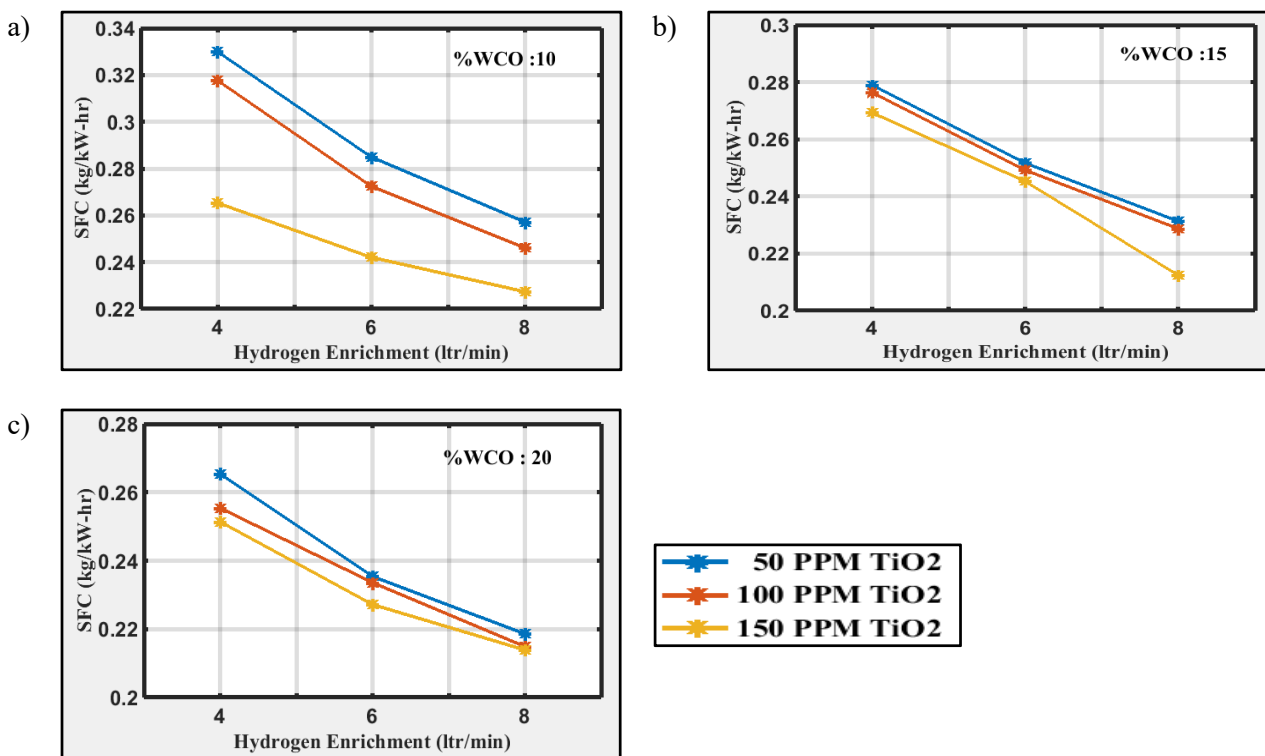 a)
%WCO :10
SFC (kg/kW-hr)
0.34
0.32
0.3
0.28
0.26
0.24
0.22
4 6 8
Hydrogen Enrichment (ltr/min)
b)
%WCO :15
SFC (kg/kW-hr)
0.3
0.28
0.26
0.24
0.22
0.2
4 6 8
Hydrogen Enrichment (ltr/min)
c)
%WCO : 20
SFC (kg/kW-hr)
0.28
0.26
0.24
0.22
0.2
4 6 8
Hydrogen Enrichment (ltr/min)
50 PPM TiO2
100 PPM TiO2
150 PPM TiO2